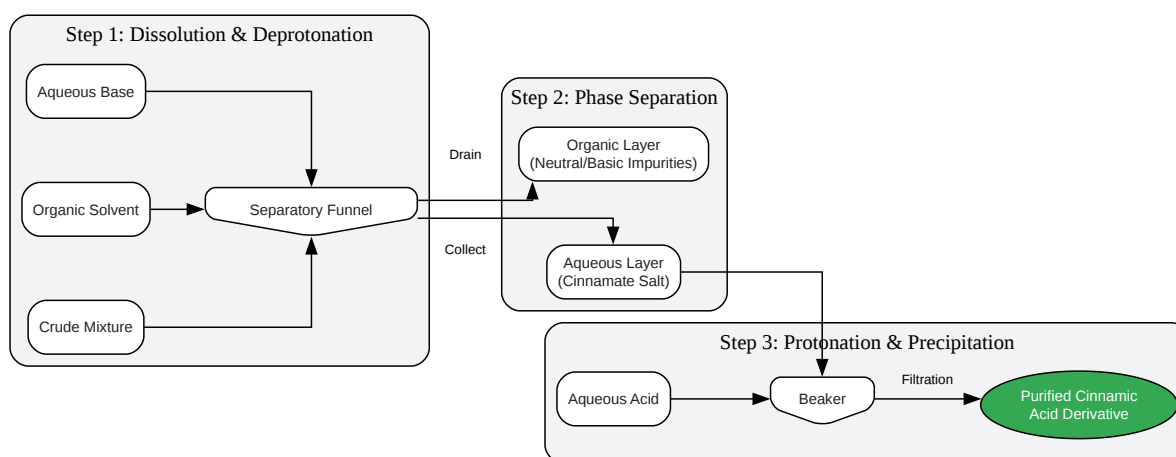 Step 1: Dissolution & Deprotonation
Aqueous Base
Organic Solvent
Separatory Funnel
Crude Mixture
Drain
Collect
Step 2: Phase Separation
Organic Layer
(Neutral/Basic Impurities)
Aqueous Layer
(Cinnamate Salt)
Step 3: Protonation & Precipitation
Aqueous Acid
Beaker
Filtration
Purified Cinnamic
Acid Derivative